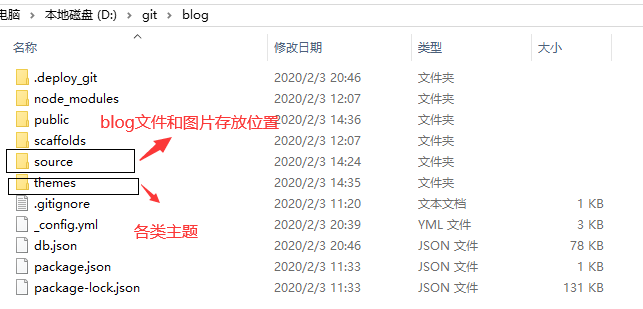 电脑 › 本地磁盘 (D:) › git › blog
名称 修改日期 类型 大小
.deploy_git 2020/2/3 20:46 文件夹
node_modules 2020/2/3 12:07 文件夹
public 2020/2/3 14:36 文件夹
blog文件和图片存放位置
scaffolds 2020/2/3 12:07 文件夹
source 2020/2/3 14:24 文件夹
themes 2020/2/3 14:35 文件夹
.gitignore 2020/2/3 11:20 文本文档 1 KB
_config.yml 2020/2/3 20:39 YML 文件 3 KB
各类主题
db.json 2020/2/3 20:46 JSON 文件 78 KB
package.json 2020/2/3 11:33 JSON 文件 1 KB
package-lock.json 2020/2/3 11:33 JSON 文件 131 KB